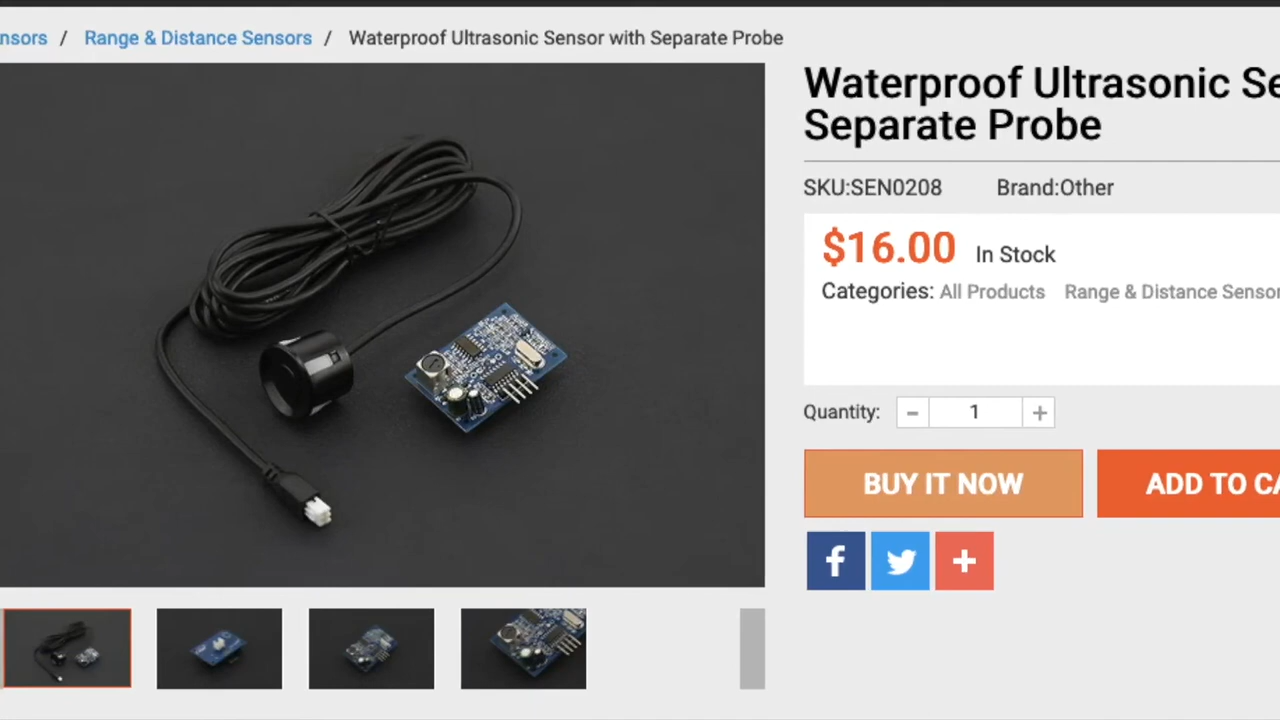 nsors / Range & Distance Sensors / Waterproof Ultrasonic Sensor with Separate Probe
Waterproof Ultrasonic Se
Separate Probe
SKU:SEN0208 Brand:Other
$16.00 In Stock
Categories: All Products Range & Distance Sensor
Quantity: - 1 +
BUY IT NOW ADD TO CA